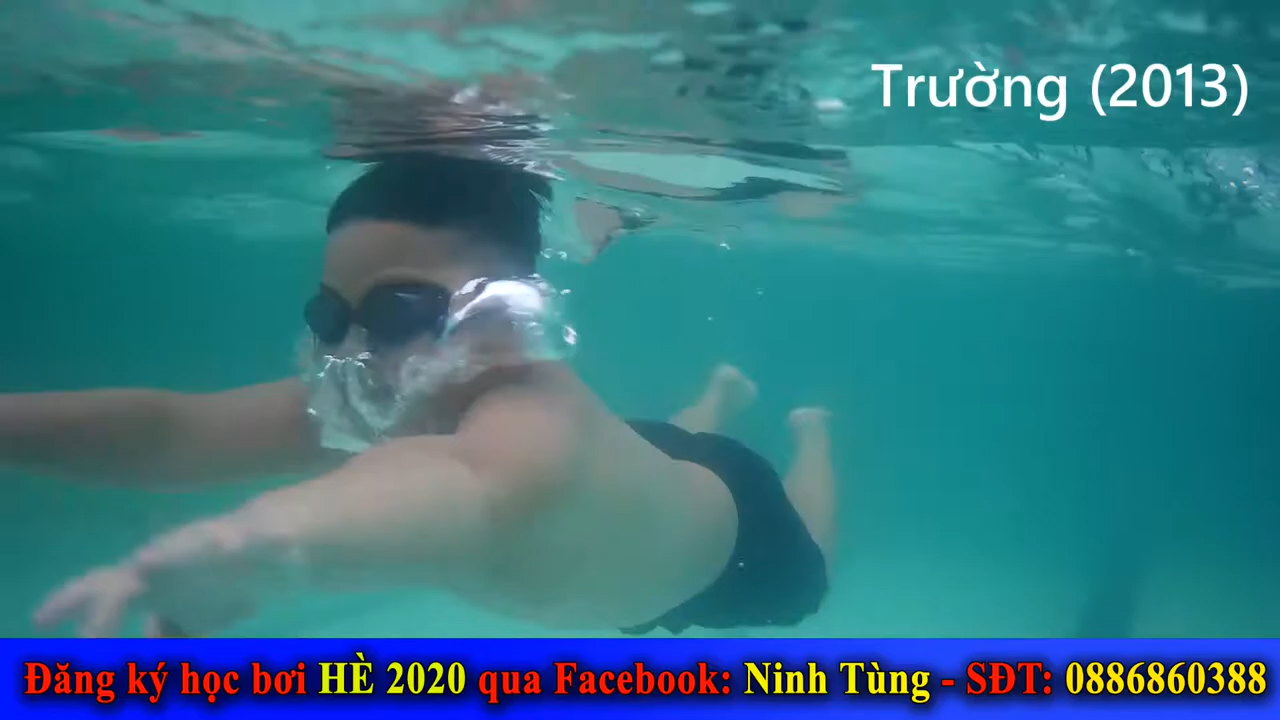 Trường (2013)
Đăng ký học bơi HÈ 2020 qua Facebook: Ninh Tùng - SĐT: 0886860388